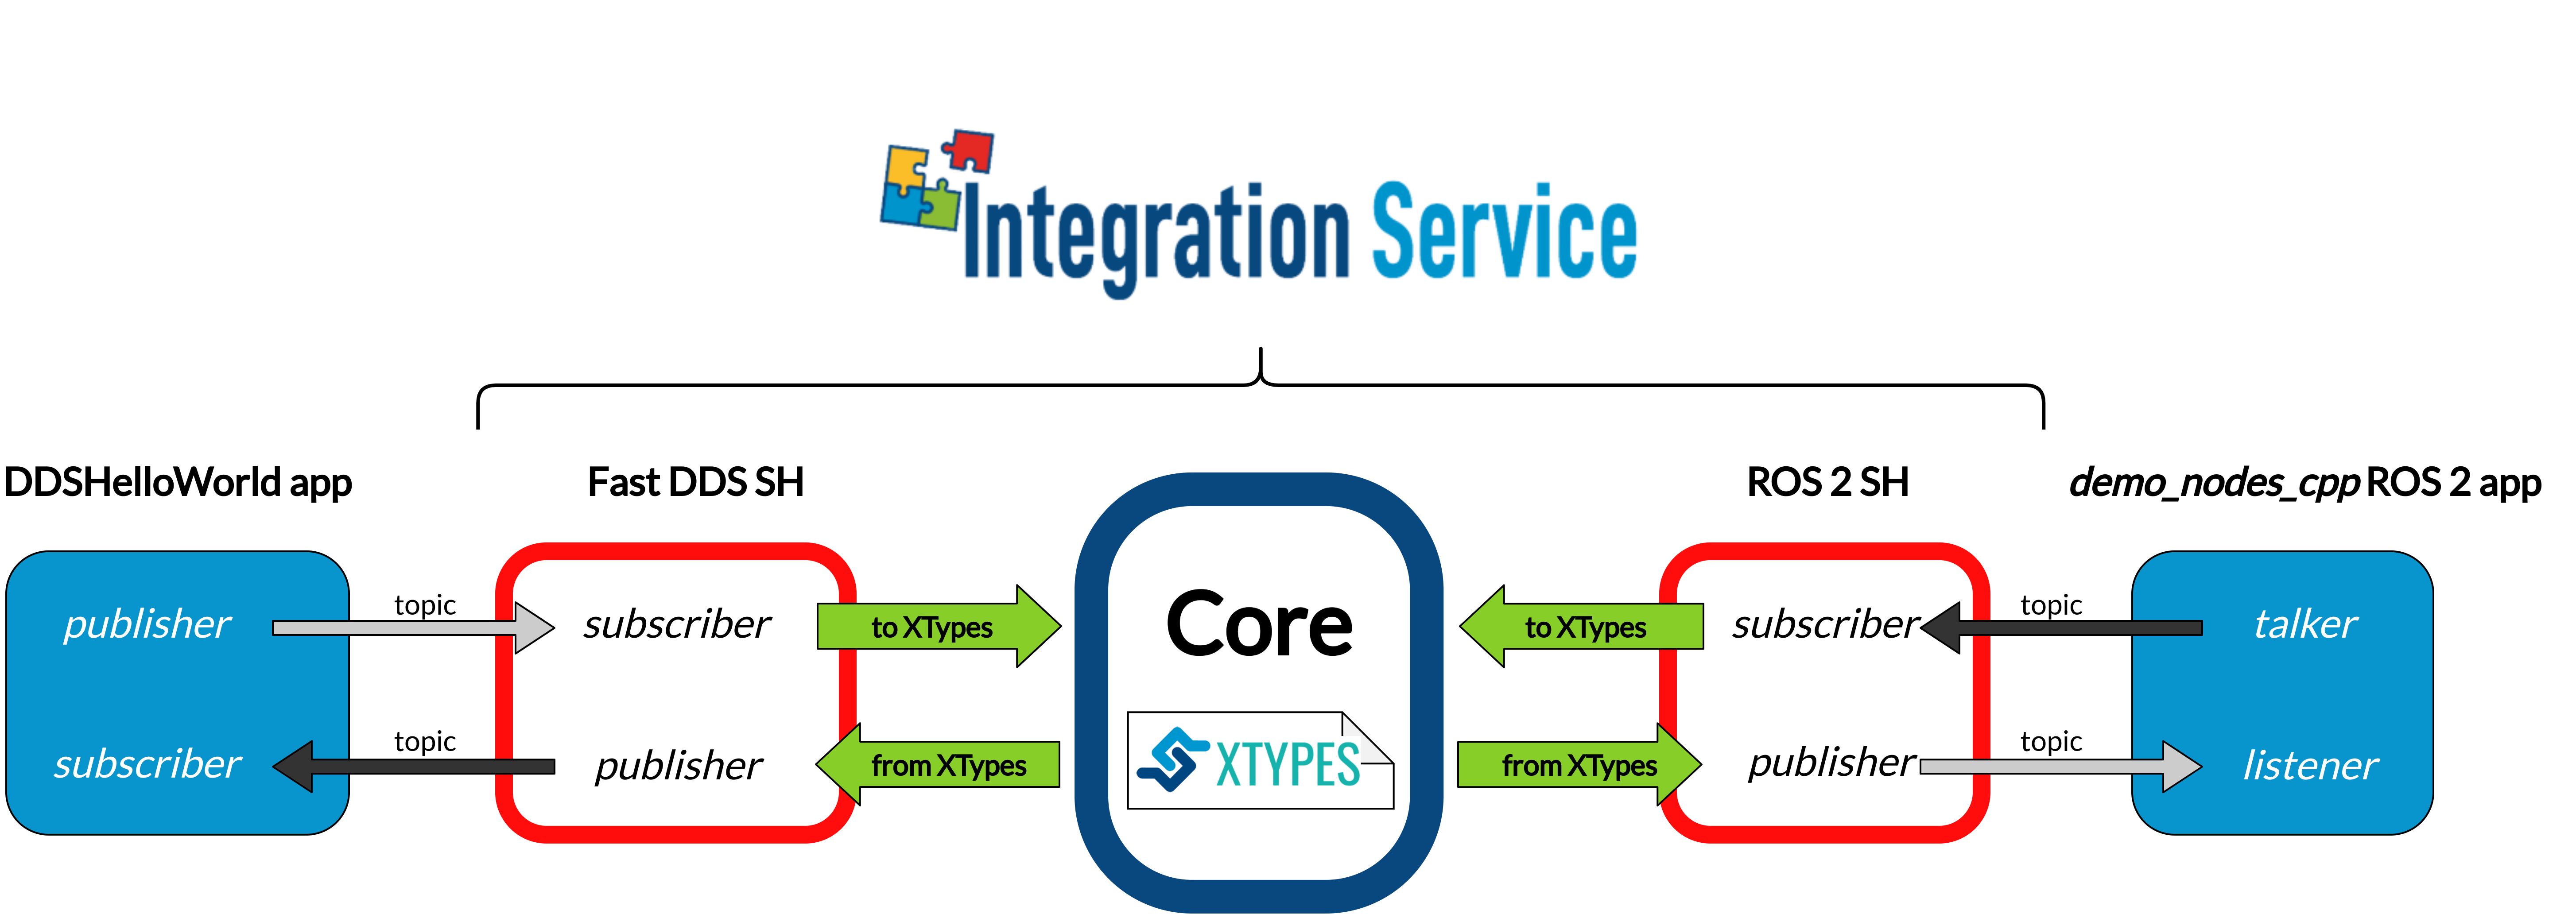 Integration Service
DDSHelloWorld app
Fast DDS SH
ROS 2 SH
demo_nodes_cpp ROS 2 app
Core
XTYPES
publisher
topic
subscriber
to XTypes
to XTypes
subscriber
topic
talker
subscriber
topic
publisher
from XTypes
from XTypes
publisher
topic
listener